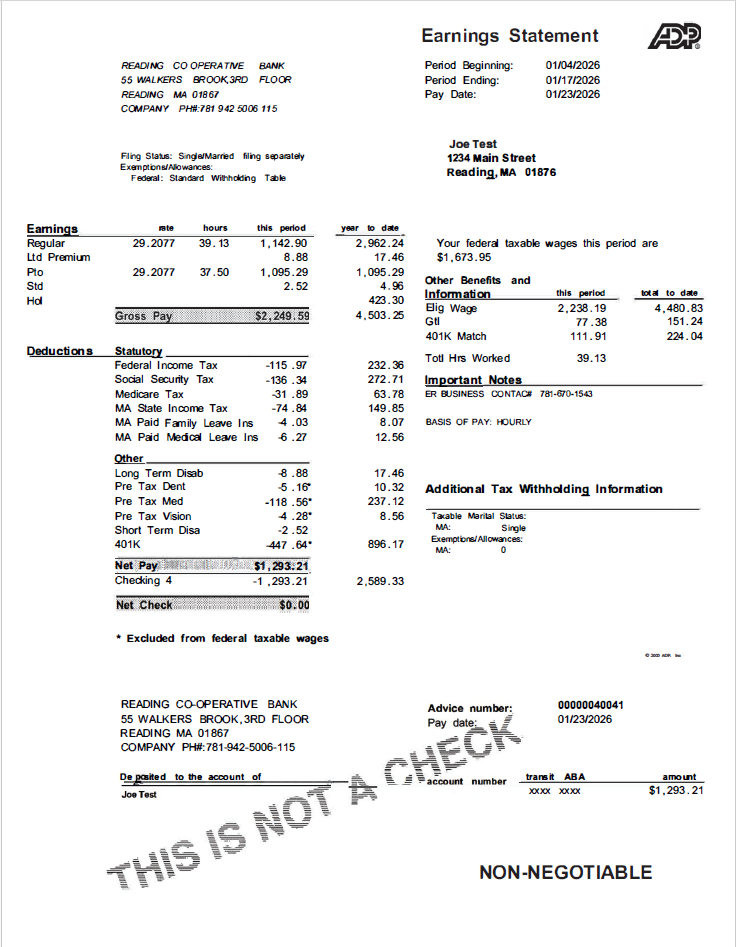 Earnings Statement ADP
READING CO OPERATIVE BANK
55 WALKERS BROOK,3RD FLOOR
READING MA 01867
COMPANY PH#:781 942 5006 115
Period Beginning: 01/04/2026
Period Ending: 01/17/2026
Pay Date: 01/23/2026
Filing Status: Single/Married filing separately
Exemptions/Allowances:
Federal: Standard Withholding Table
Joe Test
1234 Main Street
Reading, MA 01876
Earnings rate hours this period year to date
Regular 29.2077 39.13 1,142.90 2,962.24
Ltd Premium 8.88 17.46
Pto 29.2077 37.50 1,095.29 1,095.29
Std 2.52 4.96
Hol 423.30
Gross Pay $2,249.59 4,503.25
Deductions Statutory
Federal Income Tax -115 .97 232.36
Social Security Tax -136 .34 272.71
Medicare Tax -31 .89 63.78
MA State Income Tax -74 .84 149.85
MA Paid Family Leave Ins -4 .03 8.07
MA Paid Medical Leave Ins -6 .27 12.56
Other
Long Term Disab -8 .88 17.46
Pre Tax Dent -5 .16* 10.32
Pre Tax Med -118 .56* 237.12
Pre Tax Vision -4 .28* 8.56
Short Term Disa -2.52
401K -447 .64* 896.17
Net Pay $1,293.21
Checking 4 -1 ,293.21 2,589.33
Net Check $0.00
* Excluded from federal taxable wages
Your federal taxable wages this period are
$1,673.95
Other Benefits and
Information this period total to date
Elig Wage 2,238.19 4,480.83
Gtl 77.38 151.24
401K Match 111.91 224.04
Totl Hrs Worked 39.13
Important Notes
ER BUSINESS CONTAC# 781-670-1543
BASIS OF PAY: HOURLY
Additional Tax Withholding Information
Taxable Marital Status:
MA: Single
Exemptions/Allowances:
MA: 0
© 2000 ADP, Inc
READING CO-OPERATIVE BANK
55 WALKERS BROOK,3RD FLOOR
READING MA 01867
COMPANY PH#:781-942-5006-115
Advice number: 00000040041
Pay date: 01/23/2026
Deposited to the account of account number transit ABA amount
Joe Test xxxx xxxx $1,293.21
THIS IS NOT A CHECK
NON-NEGOTIABLE